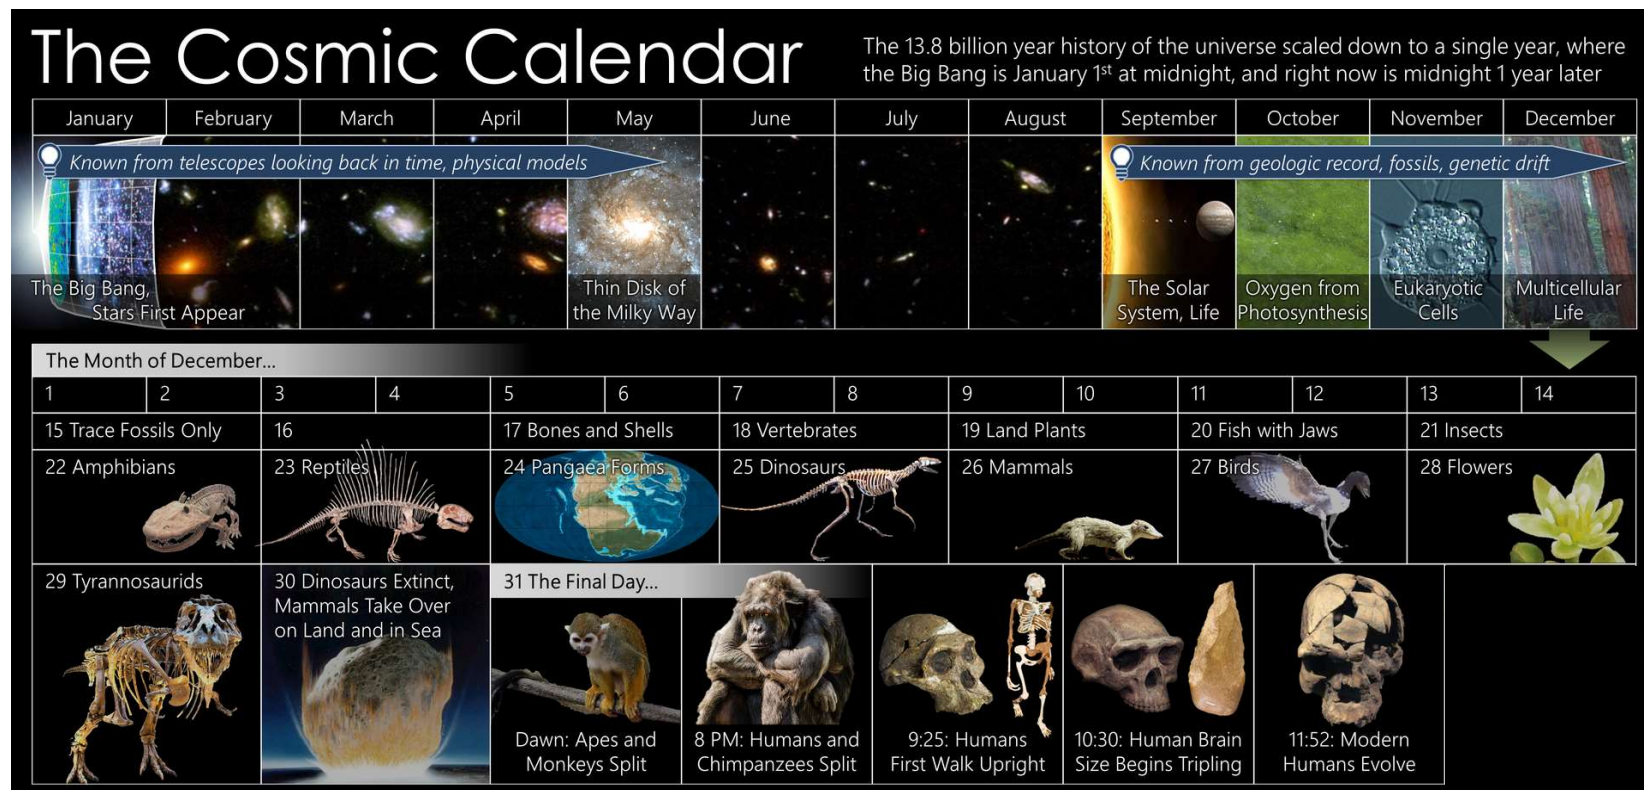 The Cosmic Calendar
The 13.8 billion year history of the universe scaled down to a single year, where
the Big Bang is January 1st at midnight, and right now is midnight 1 year later
January
February
March
April
May
June
July
August
September
October
November
December
Known from telescopes looking back in time, physical models
Known from geologic record, fossils, genetic drift
The Big Bang,
Stars First Appear
Thin Disk of
the Milky Way
The Solar
System, Life
Oxygen from
Photosynthesis
Eukaryotic
Cells
Multicellular
Life
The Month of December...
1
2
3
4
5
6
7
8
9
10
11
12
13
14
15 Trace Fossils Only
16
17 Bones and Shells
18 Vertebrates
19 Land Plants
20 Fish with Jaws
21 Insects
22 Amphibians
23 Reptiles
24 Pangaea Forms
25 Dinosaurs
26 Mammals
27 Birds
28 Flowers
29 Tyrannosaurids
30 Dinosaurs Extinct,
Mammals Take Over
on Land and in Sea
31 The Final Day...
Dawn: Apes and
Monkeys Split
8 PM: Humans and
Chimpanzees Split
9:25: Humans
First Walk Upright
10:30: Human Brain
Size Begins Tripling
11:52: Modern
Humans Evolve